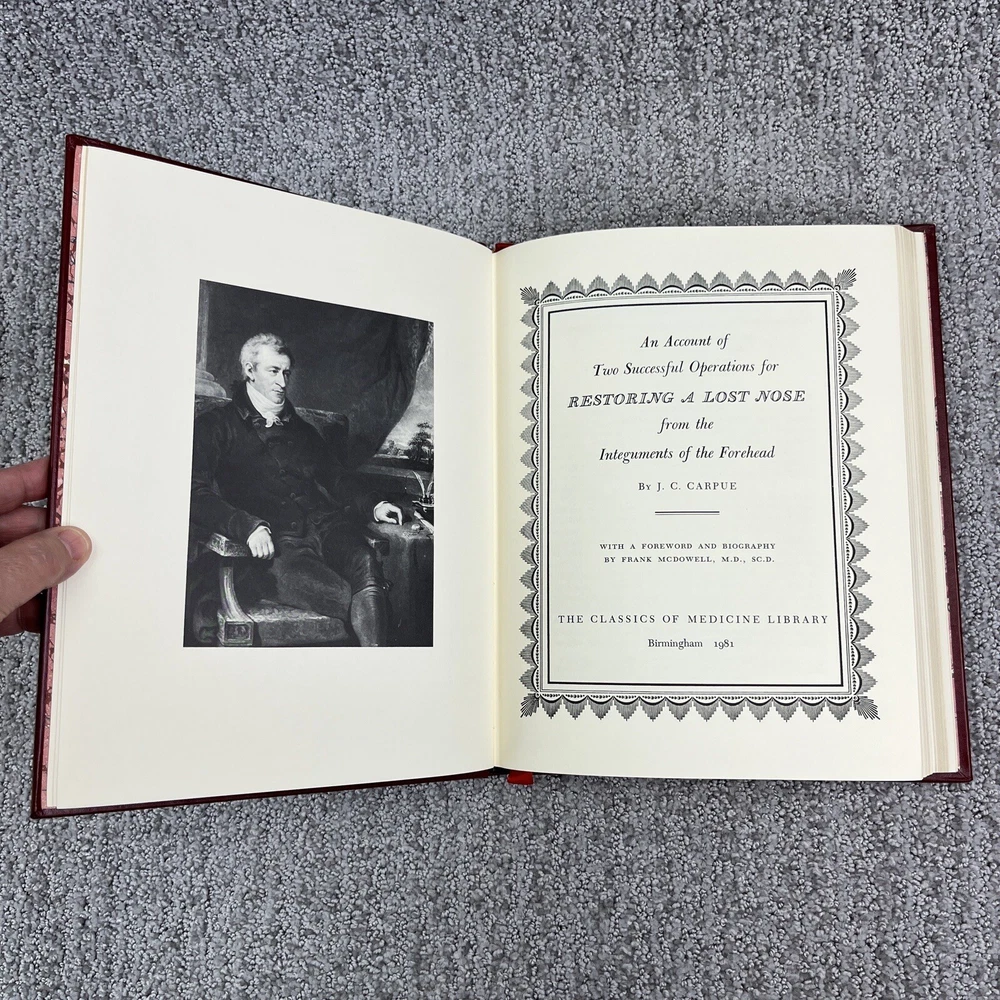 An Account of
Two Successful Operations for
RESTORING A LOST NOSE
from the
Integuments of the Forehead
BY J. C. CARPUE
WITH A FOREWORD AND BIOGRAPHY
BY FRANK MCDOWELL, M.D., SC.D.
THE CLASSICS OF MEDICINE LIBRARY
Birmingham 1981